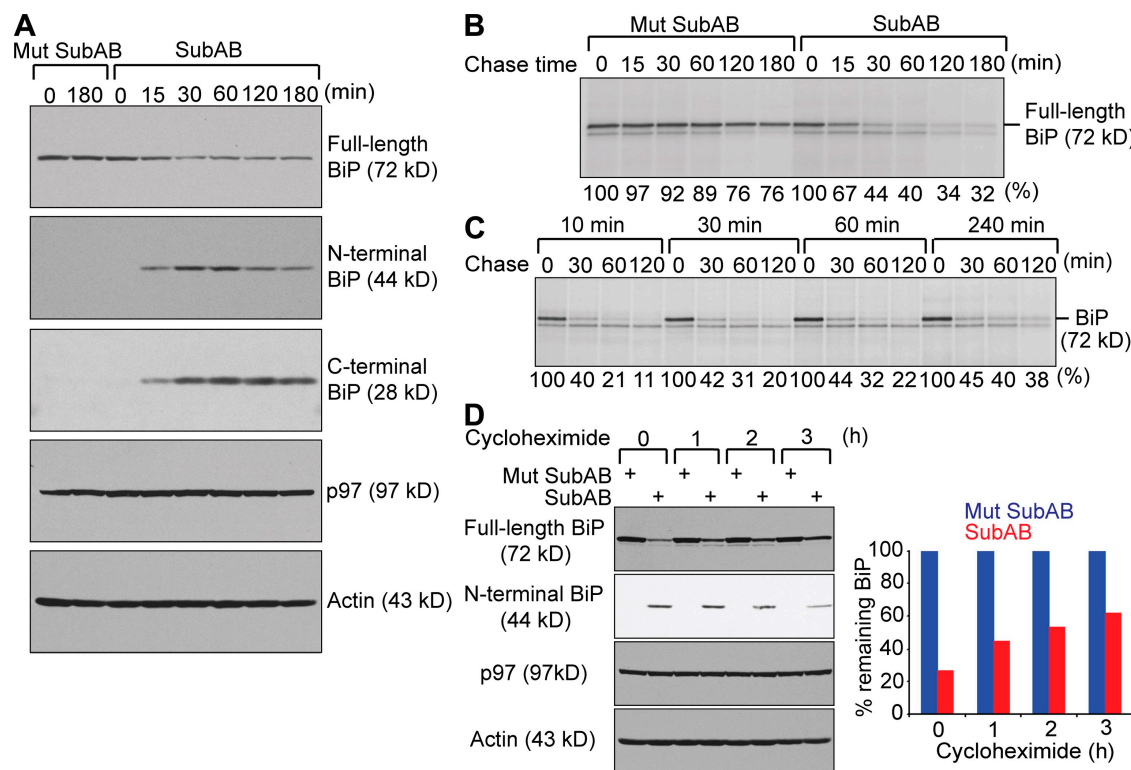 A
Mut SubAB SubAB
0 180 0 15 30 60 120 180 (min)
Full-length
BiP (72 kD)
N-terminal
BiP (44 kD)
C-terminal
BiP (28 kD)
p97 (97 kD)
Actin (43 kD)
B
Mut SubAB SubAB
Chase time 0 15 30 60 120 180 0 15 30 60 120 180 (min)
Full-length
BiP (72 kD)
100 97 92 89 76 76 100 67 44 40 34 32 (%)
C
10 min 30 min 60 min 240 min
Chase 0 30 60 120 0 30 60 120 0 30 60 120 0 30 60 120 (min)
BiP
(72 kD)
100 40 21 11 100 42 31 20 100 44 32 22 100 45 40 38 (%)
D
Cycloheximide 0 1 2 3 (h)
Mut SubAB + + + +
SubAB + + + +
Full-length BiP
(72 kD)
N-terminal BiP
(44 kD)
p97 (97kD)
Actin (43 kD)
Mut SubAB
SubAB
% remaining BiP
100
80
60
40
20
0
0 1 2 3
Cycloheximide (h)